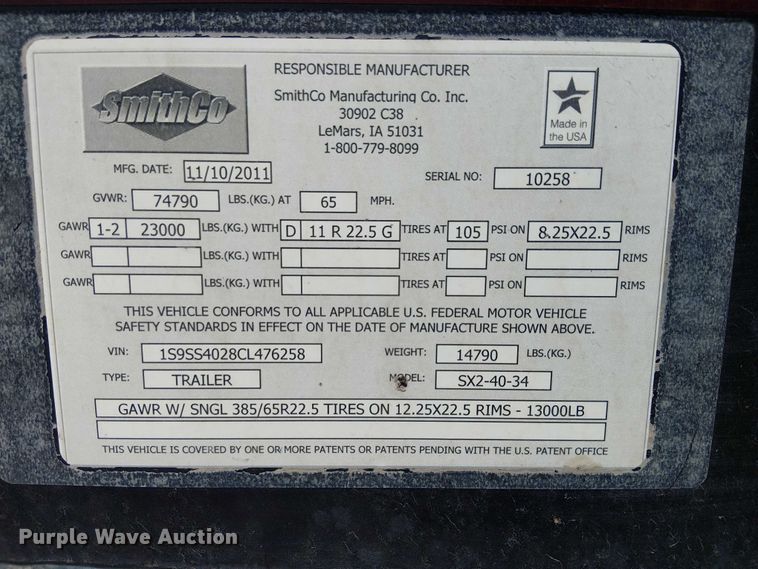 SmithCo
RESPONSIBLE MANUFACTURER
SmithCo Manufacturing Co. Inc.
30902 C38
LeMars, IA 51031
1-800-779-8099
Made in
the USA
MFG. DATE: 11/10/2011 SERIAL NO: 10258
GVWR: 74790 LBS.(KG.) AT 65 MPH.
GAWR 1-2 23000 LBS.(KG.) WITH D 11 R 22.5 G TIRES AT 105 PSI ON 8.25X22.5 RIMS
GAWR LBS.(KG.) WITH TIRES AT PSI ON RIMS
GAWR LBS.(KG.) WITH TIRES AT PSI ON RIMS
THIS VEHICLE CONFORMS TO ALL APPLICABLE U.S. FEDERAL MOTOR VEHICLE
SAFETY STANDARDS IN EFFECT ON THE DATE OF MANUFACTURE SHOWN ABOVE.
VIN: 1S9SS4028CL476258 WEIGHT: 14790 LBS.(KG.)
TYPE: TRAILER MODEL: SX2-40-34
GAWR W/ SNGL 385/65R22.5 TIRES ON 12.25X22.5 RIMS - 13000LB
THIS VEHICLE IS COVERED BY ONE OR MORE PATENTS OR PATENTS PENDING WITH THE U.S. PATENT OFFICE
Purple Wave Auction